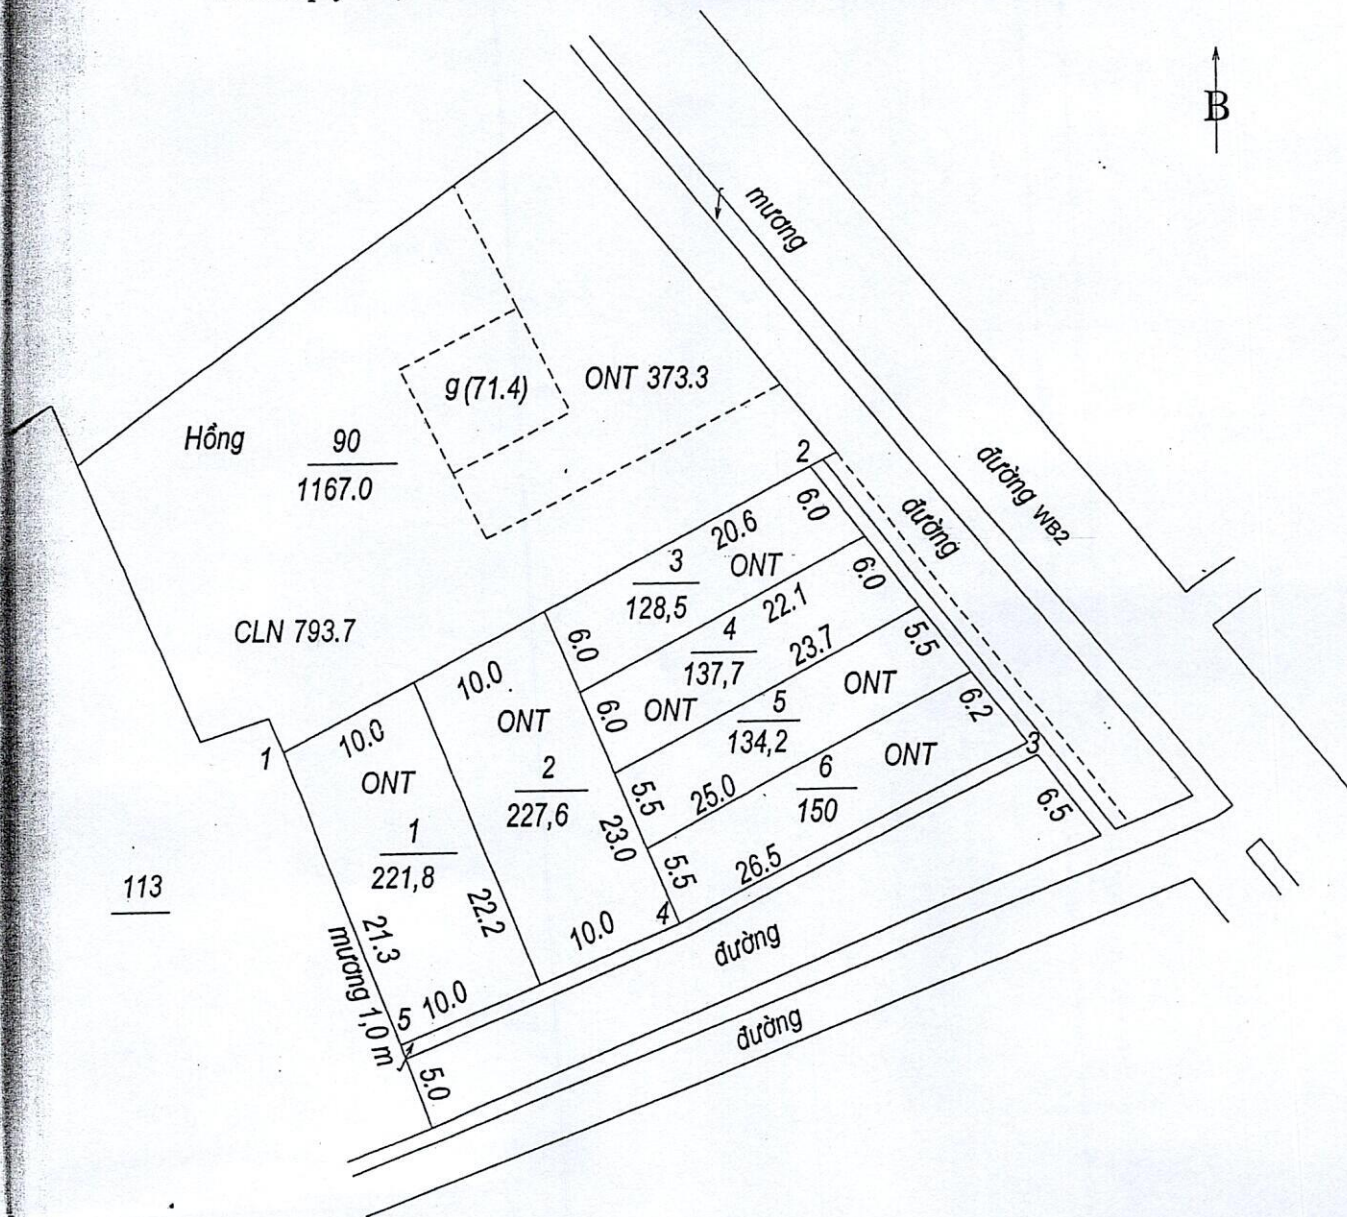 B
mương
g (71.4)
ONT 373.3
Hồng
90
1167.0
2
đường WB2
đường
6.0
20.6
3
128,5
ONT
6.0
22.1
6.0
4
137,7
23.7
5.5
CLN 793.7
10.0
ONT
6.0
ONT
5
134,2
ONT
6.2
3
1
10.0
ONT
2
227,6
5.5
25.0
6
150
ONT
6.5
1
221,8
23.0
5.5
26.5
113
21.3
22.2
10.0
4
đường
mương 1,0 m
5
10.0
đường
5.0